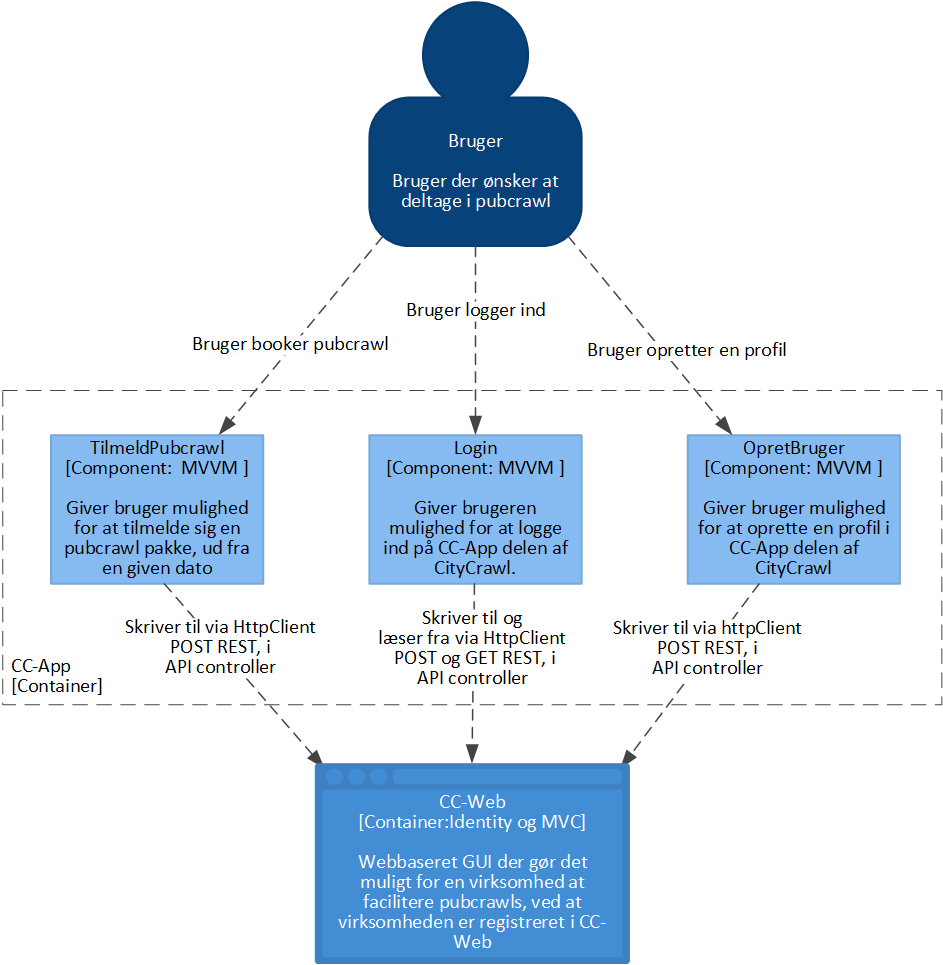 Bruger
Bruger der ønsker at
deltage i pubcrawl
Bruger booker pubcrawl
Bruger logger ind
Bruger opretter en profil
TilmeldPubcrawl
[Component:  MVVM ]
Giver bruger mulighed
for at tilmelde sig en
pubcrawl pakke, ud fra
en given dato
Login
[Component: MVVM ]
Giver brugeren
mulighed for at logge
ind på CC-App delen af
CityCrawl.
OpretBruger
[Component: MVVM ]
Giver bruger mulighed
for at oprette en profil i
CC-App delen af
CityCrawl
Skriver til via HttpClient
POST REST, i
API controller
Skriver til og
læser fra via HttpClient
POST og GET REST, i
API controller
Skriver til via httpClient
POST REST, i
API controller
CC-App
[Container]
CC-Web
[Container:Identity og MVC]
Webbaseret GUI der gør det
muligt for en virksomhed at
facilitere pubcrawls, ved at
virksomheden er registreret i CC-
Web